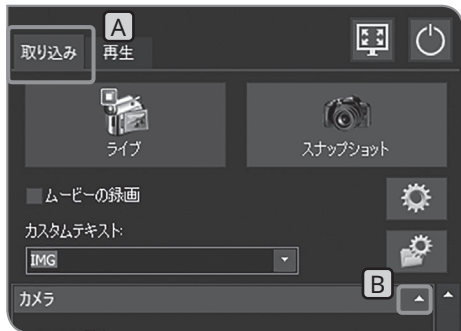 A
取り込み 再生
ライブ スナップショット
ムービーの録画
カスタムテキスト:
IMG
B
カメラ